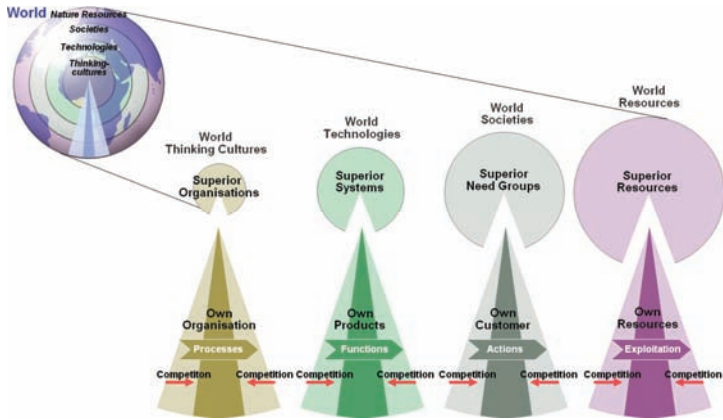 World
Nature Resources
Societies
Technologies
Thinking-
cultures
World
Thinking Cultures
World
Technologies
World
Societies
World
Resources
Superior
Organisations
Superior
Systems
Superior
Need Groups
Superior
Resources
Own
Organisation
Own
Products
Own
Customer
Own
Resources
Processes
Functions
Actions
Exploitation
Competition
Competition
Competition
Competition
Competition
Competition
Competition
Competition